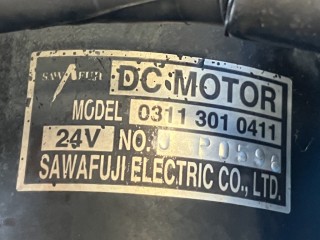 SAWAFUJI DC MOTOR
MODEL 0311 301 0411
24V NO.
SAWAFUJI ELECTRIC CO., LTD.